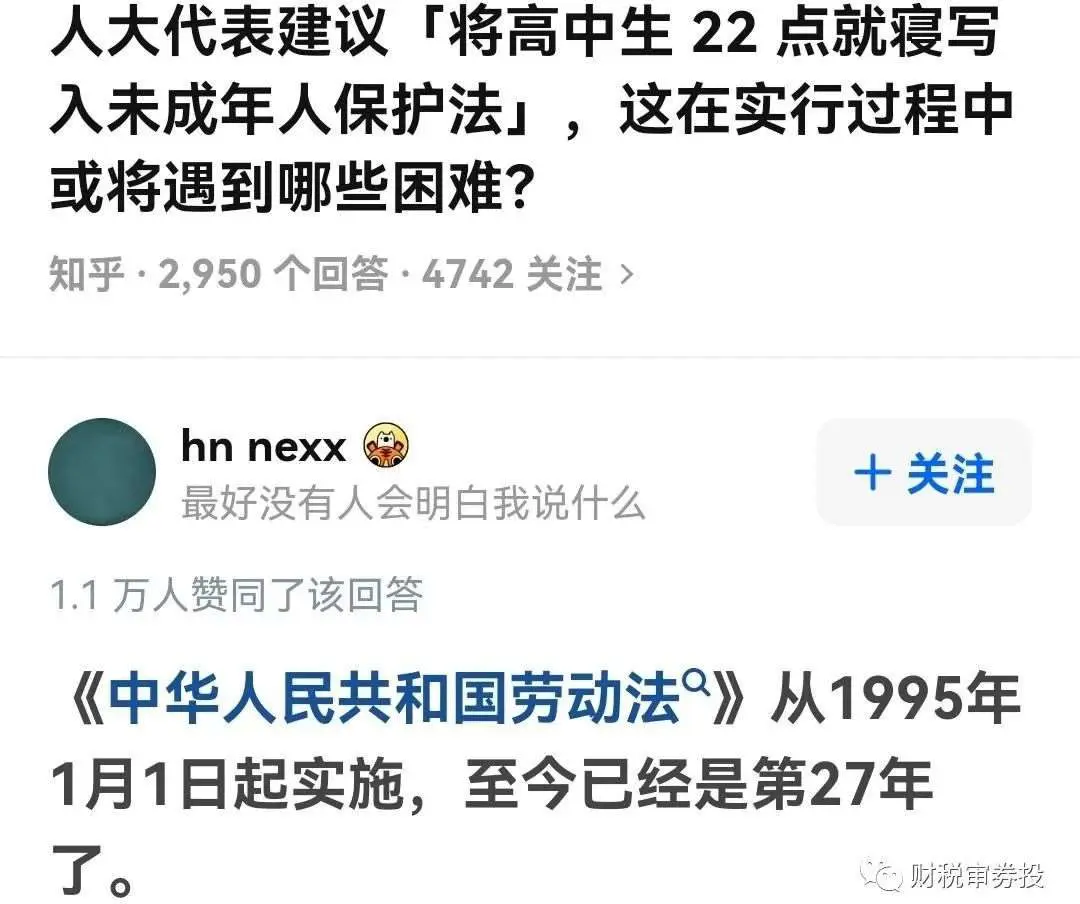 人大代表建议「将高中生 22 点就寝写
入未成年人保护法」，这在实行过程中
或将遇到哪些困难？
知乎 · 2,950 个回答 · 4742 关注 >
hn nexx
+ 关注
最好没有人会明白我说什么
1.1 万人赞同了该回答
《中华人民共和国劳动法》从1995年
1月1日起实施，至今已经是第27年
了。
财税审券投